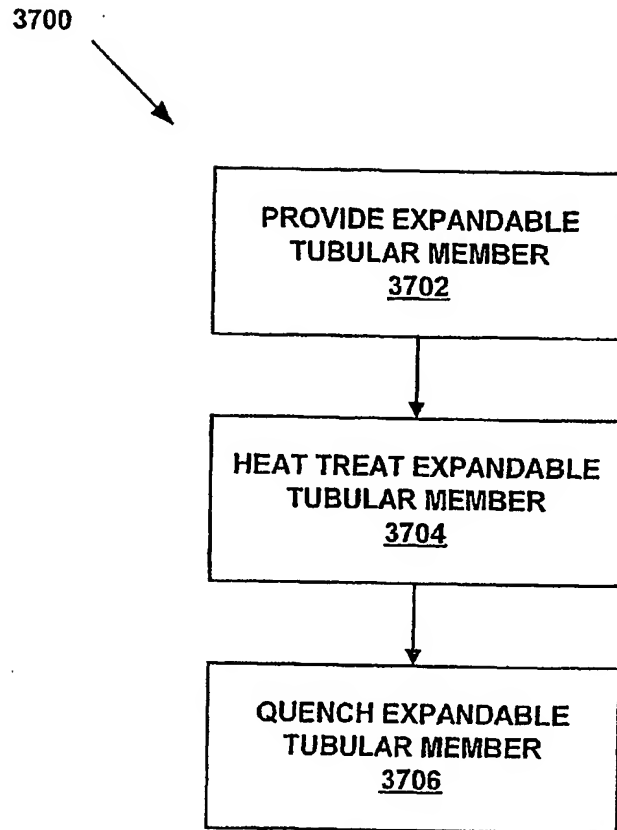 3700
PROVIDE EXPANDABLE
TUBULAR MEMBER
3702
HEAT TREAT EXPANDABLE
TUBULAR MEMBER
3704
QUENCH EXPANDABLE
TUBULAR MEMBER
3706